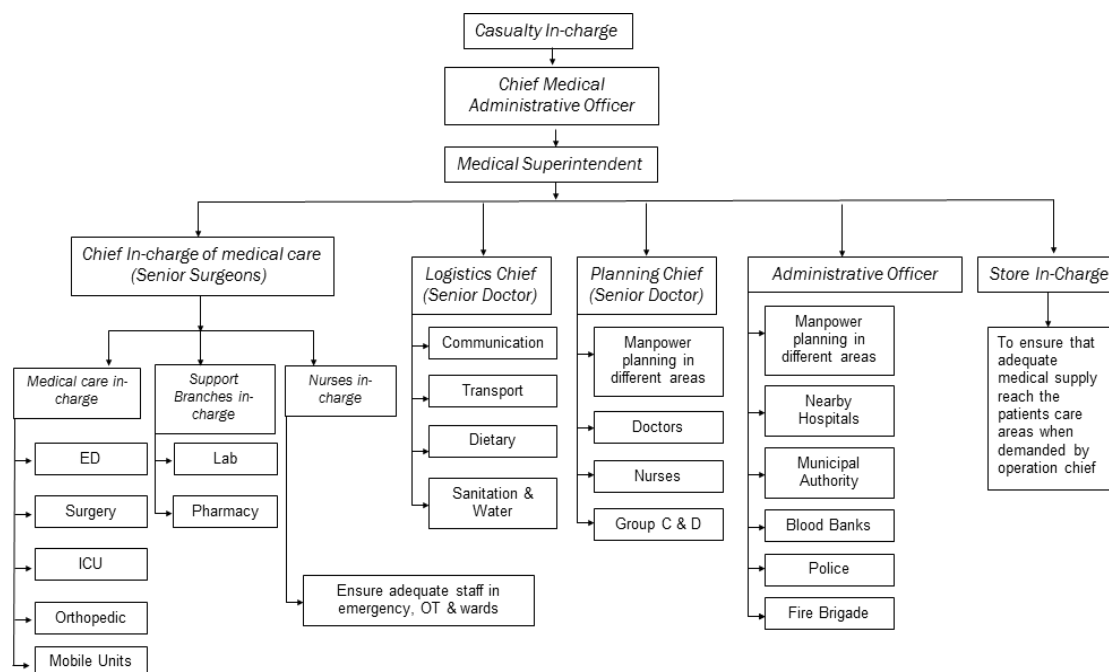 Casualty In-charge
Chief Medical
Administrative Officer
Medical Superintendent
Chief In-charge of medical care
(Senior Surgeons)
Logistics Chief
(Senior Doctor)
Planning Chief
(Senior Doctor)
Administrative Officer
Store In-Charge
Medical care in-
charge
Support
Branches in-
charge
Nurses in-
charge
ED
Surgery
ICU
Orthopedic
Mobile Units
Lab
Pharmacy
Ensure adequate staff in
emergency, OT & wards
Communication
Transport
Dietary
Sanitation &
Water
Manpower
planning in
different areas
Doctors
Nurses
Group C & D
Manpower
planning in
different areas
Nearby
Hospitals
Municipal
Authority
Blood Banks
Police
Fire Brigade
To ensure that
adequate
medical supply
reach the
patients care
areas when
demanded by
operation chief